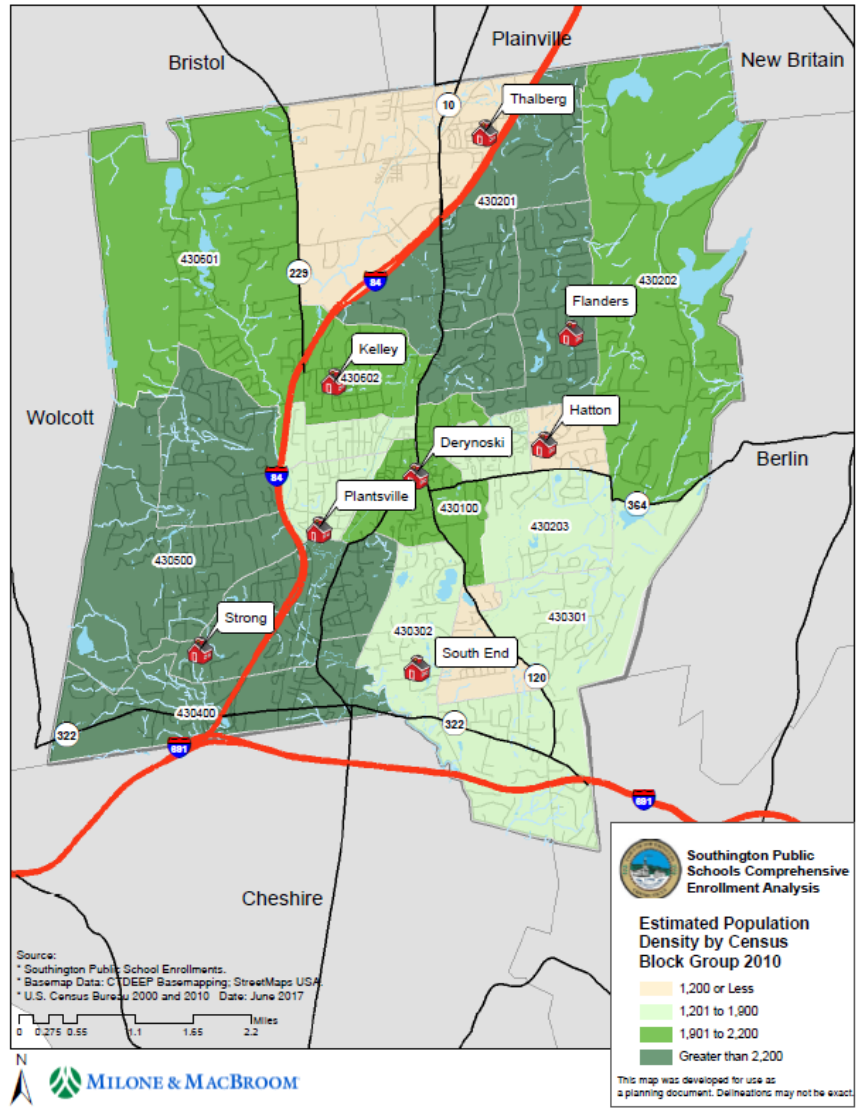 Plainville
Bristol
New Britain
10
Thalberg
430201
430601
229
84
430202
Flanders
Kelley
430602
Wolcott
Hatton
Derynoski
Berlin
84
Plantsville
364
430100
430203
430500
Strong
430302
430301
South End
120
430400
322
322
691
691
Cheshire
Southington Public
Schools Comprehensive
Enrollment Analysis
Estimated Population
Density by Census
Block Group 2010
1,200 or Less
1,201 to 1,900
1,901 to 2,200
Greater than 2,200
This map was developed for use as
a planning document. Delineations may not be exact.
Source:
* Southington Public School Enrollments.
* Basemap Data: CTDEEP Basemapping; StreetMaps USA.
* U.S. Census Bureau 2000 and 2010 Date: June 2017
Miles
0 0.275 0.55 1.1 1.65 2.2
N
MILONE & MACBROOM